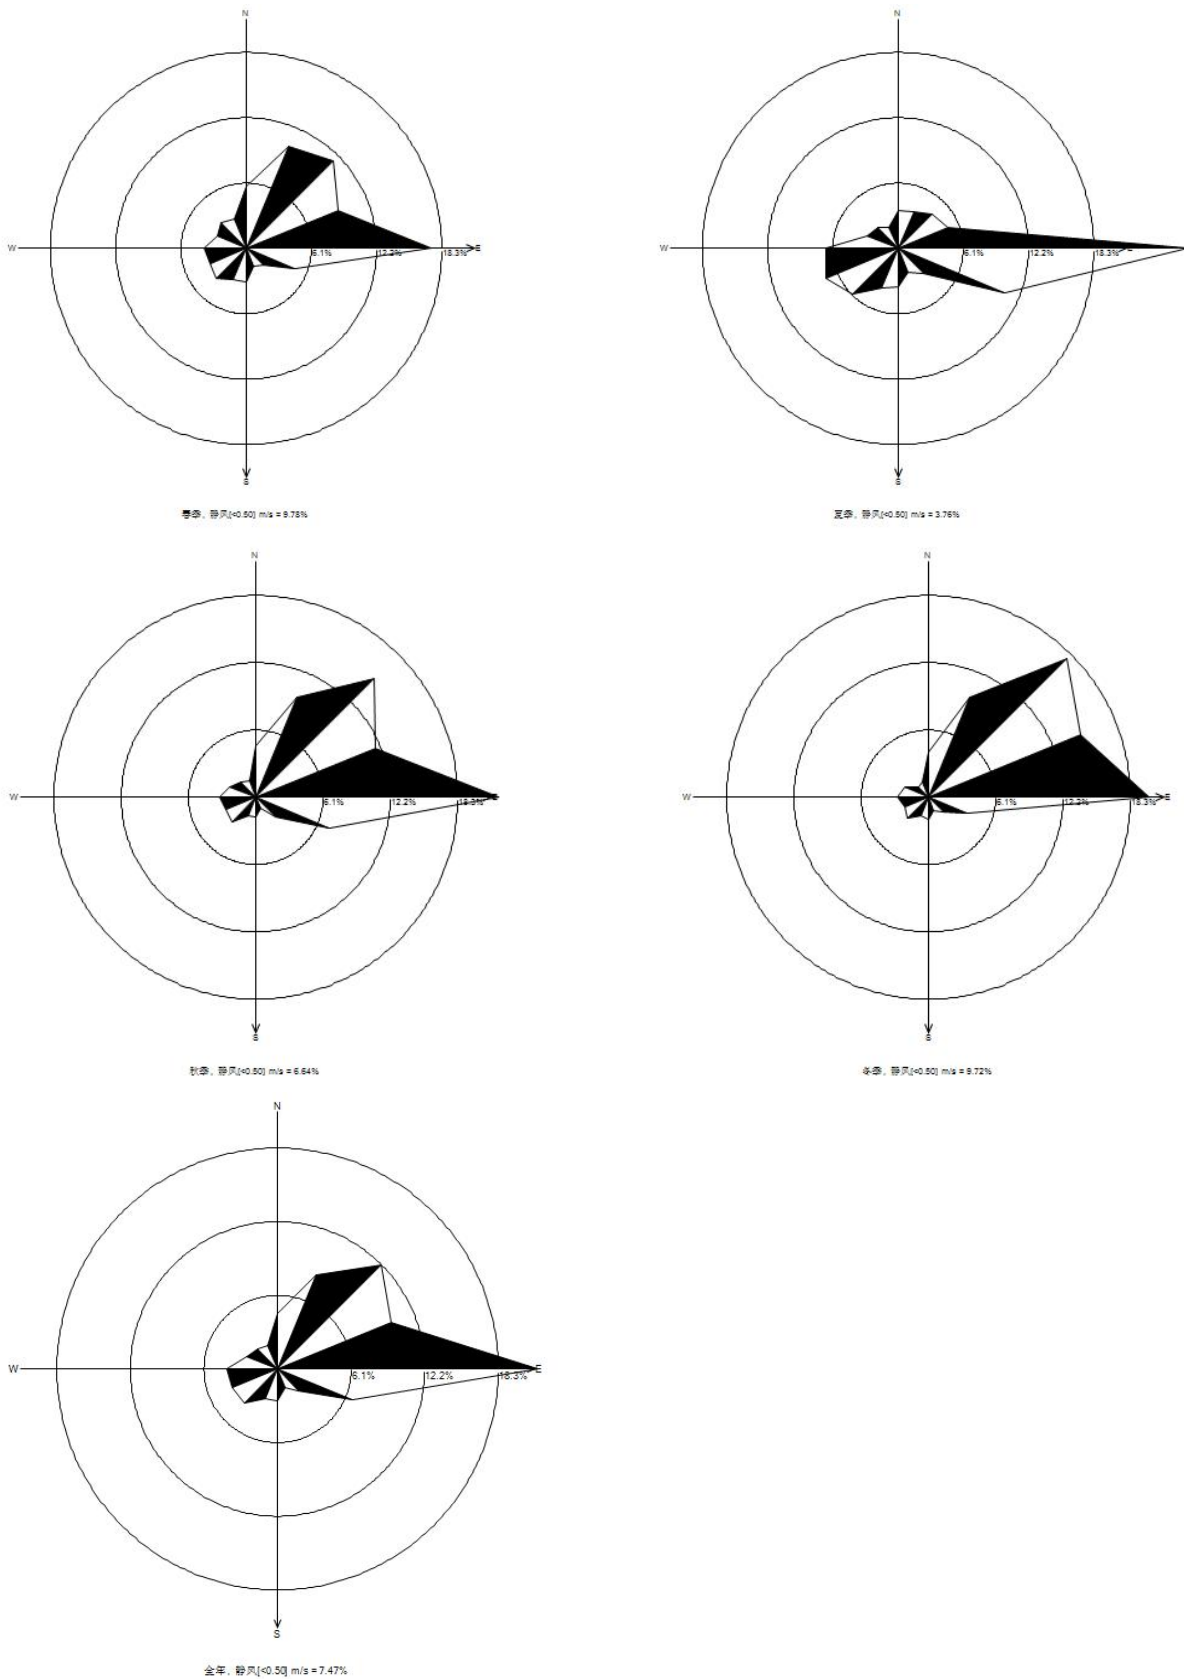 N
N
W
6.1%
12.2%
18.3%
E
W
6.1%
12.2%
18.3%
E
S
S
春季, 静风[<0.50] m/s = 9.78%
夏季, 静风[<0.50] m/s = 3.76%
N
N
W
6.1%
12.2%
18.3%
E
W
6.1%
12.2%
18.3%
E
S
S
秋季, 静风[<0.50] m/s = 6.64%
冬季, 静风[<0.50] m/s = 9.72%
N
W
6.1%
12.2%
18.3%
E
S
全年, 静风[<0.50] m/s = 7.47%